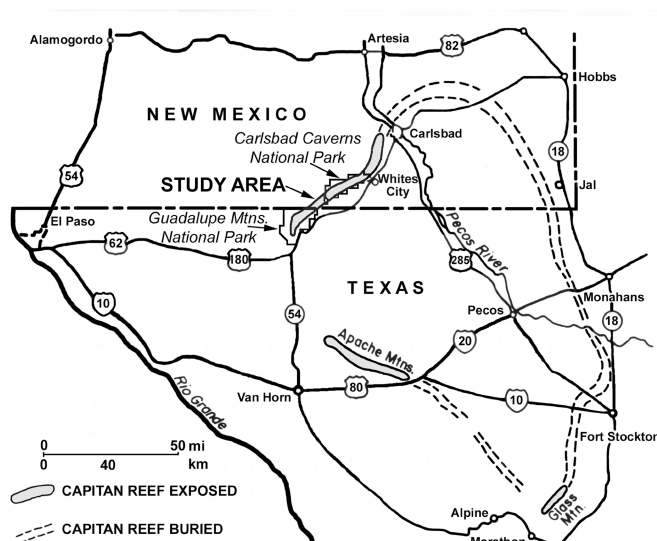 Artesia
82
Alamogordo
Hobbs
NEW MEXICO
Carlsbad
Carlsbad Caverns
National Park
18
54
STUDY AREA
Whites
City
Jal
Guadalupe Mtns.
National Park
El Paso
Pecos River
62
180
285
TEXAS
Monahans
10
54
Pecos
18
20
Apache Mtns.
Rio Grande
Van Horn
80
10
Fort Stockton
0
50 mi
0
40
km
CAPITAN REEF EXPOSED
Glass
Mtn.
Alpine
CAPITAN REEF BURIED
Marathon